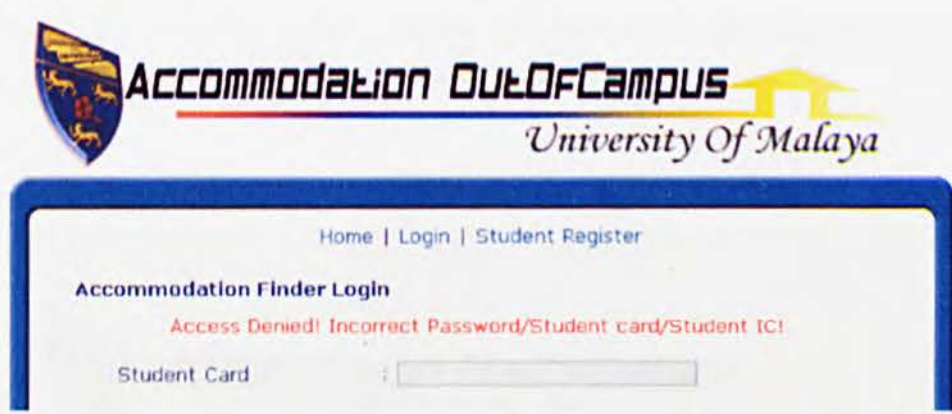 Accommodation OutOfCampus
University Of Malaya
Home | Login | Student Register
Accommodation Finder Login
Access Denied! Incorrect Password/Student card/Student IC!
Student Card :